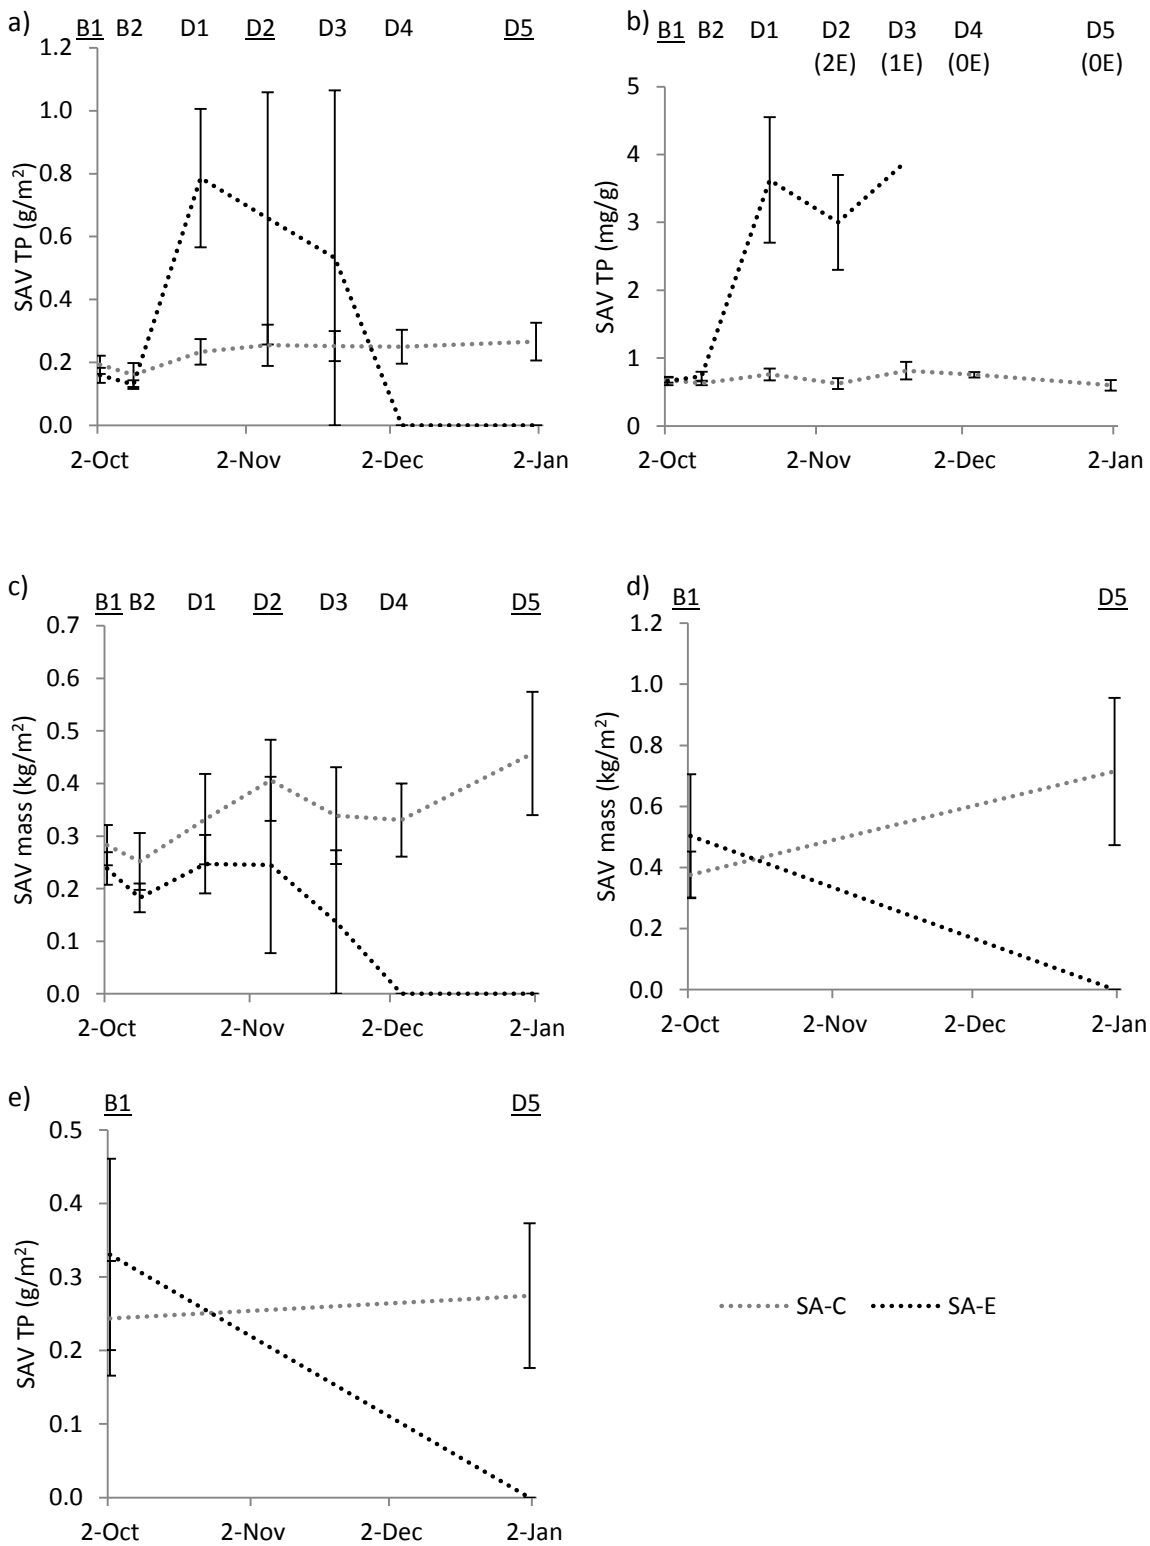 a)
B1 B2 D1 D2 D3 D4 D5
1.2
1.0
0.8
0.6
0.4
0.2
0.0
SAV TP (g/m²)
2-Oct 2-Nov 2-Dec 2-Jan
b)
B1 B2 D1 D2 D3 D4 D5
(2E) (1E) (0E) (0E)
5
4
3
2
1
0
SAV TP (mg/g)
2-Oct 2-Nov 2-Dec 2-Jan
c)
B1 B2 D1 D2 D3 D4 D5
0.7
0.6
0.5
0.4
0.3
0.2
0.1
0.0
SAV mass (kg/m²)
2-Oct 2-Nov 2-Dec 2-Jan
d)
B1 D5
1.2
1.0
0.8
0.6
0.4
0.2
0.0
SAV mass (kg/m²)
2-Oct 2-Nov 2-Dec 2-Jan
e)
B1 D5
0.5
0.4
0.3
0.2
0.1
0.0
SAV TP (g/m²)
2-Oct 2-Nov 2-Dec 2-Jan
SA-C SA-E